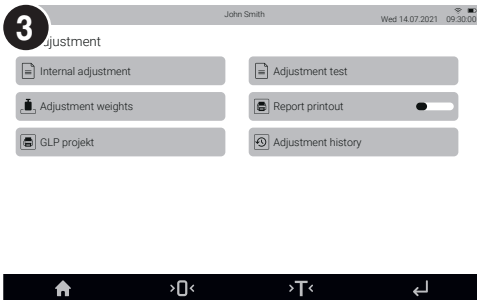 3
John Smith
Wed 14.07.2021 09:30:00
Adjustment
Internal adjustment
Adjustment test
Adjustment weights
Report printout
GLP projekt
Adjustment history
>0<
>T<